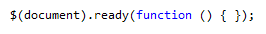 $(document).ready(function () { });